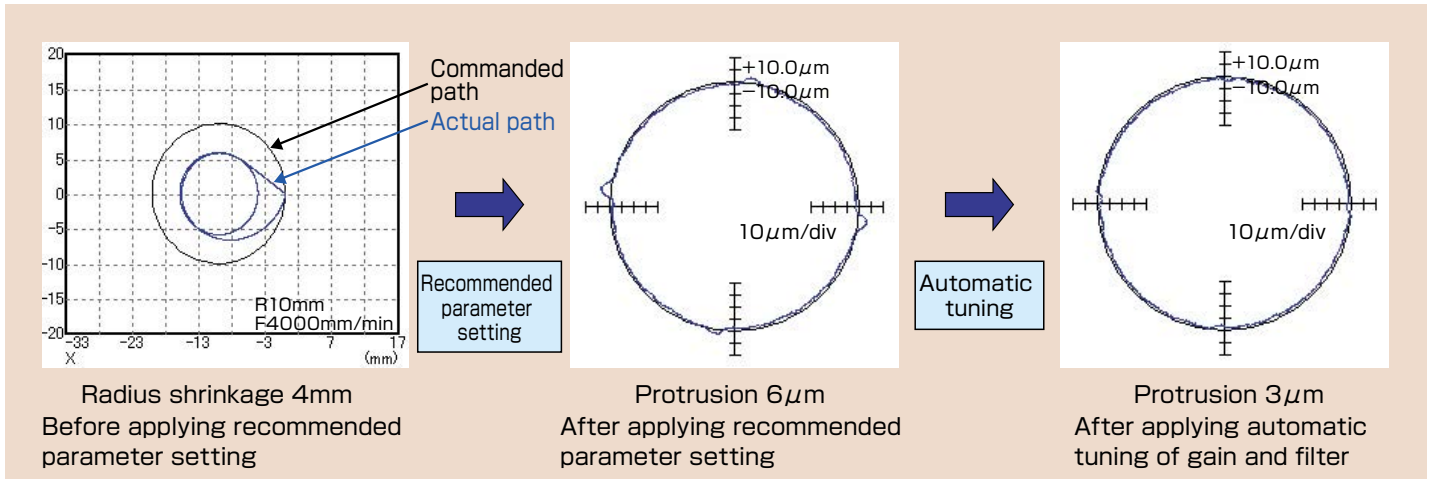 20
15
10
5
0
-5
-10
-15
-20
-33 -23 -13 -3 7 17
X (mm)
R10mm
F4000mm/min
Commanded
path
Actual path
Recommended
parameter
setting
+10.0μm
-10.0μm
10μm/div
Automatic
tuning
+10.0μm
-10.0μm
10μm/div
Radius shrinkage 4mm
Before applying recommended
parameter setting
Protrusion 6μm
After applying recommended
parameter setting
Protrusion 3μm
After applying automatic
tuning of gain and filter